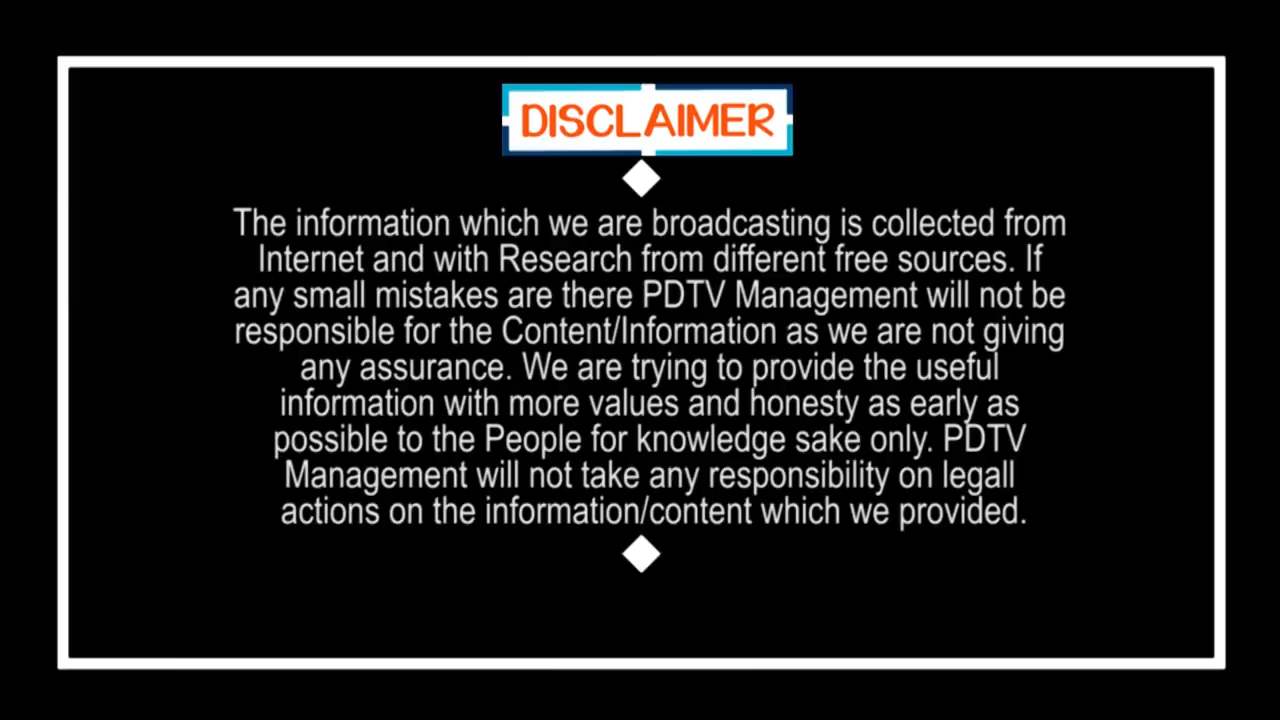 DISCLAIMER
The information which we are broadcasting is collected from
Internet and with Research from different free sources. If
any small mistakes are there PDTV Management will not be
responsible for the Content/Information as we are not giving
any assurance. We are trying to provide the useful
information with more values and honesty as early as
possible to the People for knowledge sake only. PDTV
Management will not take any responsibility on legall
actions on the information/content which we provided.